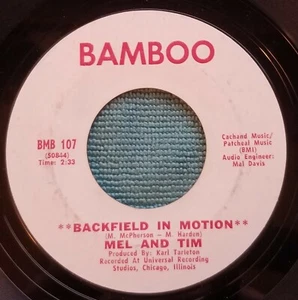 BAMBOO
BMB 107
(50844)
Time: 2:33
Cachand Music/
Patcheal Music
(BMI)
Audio Engineer:
Mal Davis
**BACKFIELD IN MOTION**
(M. McPherson — M. Harden)
MEL AND TIM
Produced By: Karl Tarleton
Recorded At Universal Recording
Studios, Chicago, Illinois